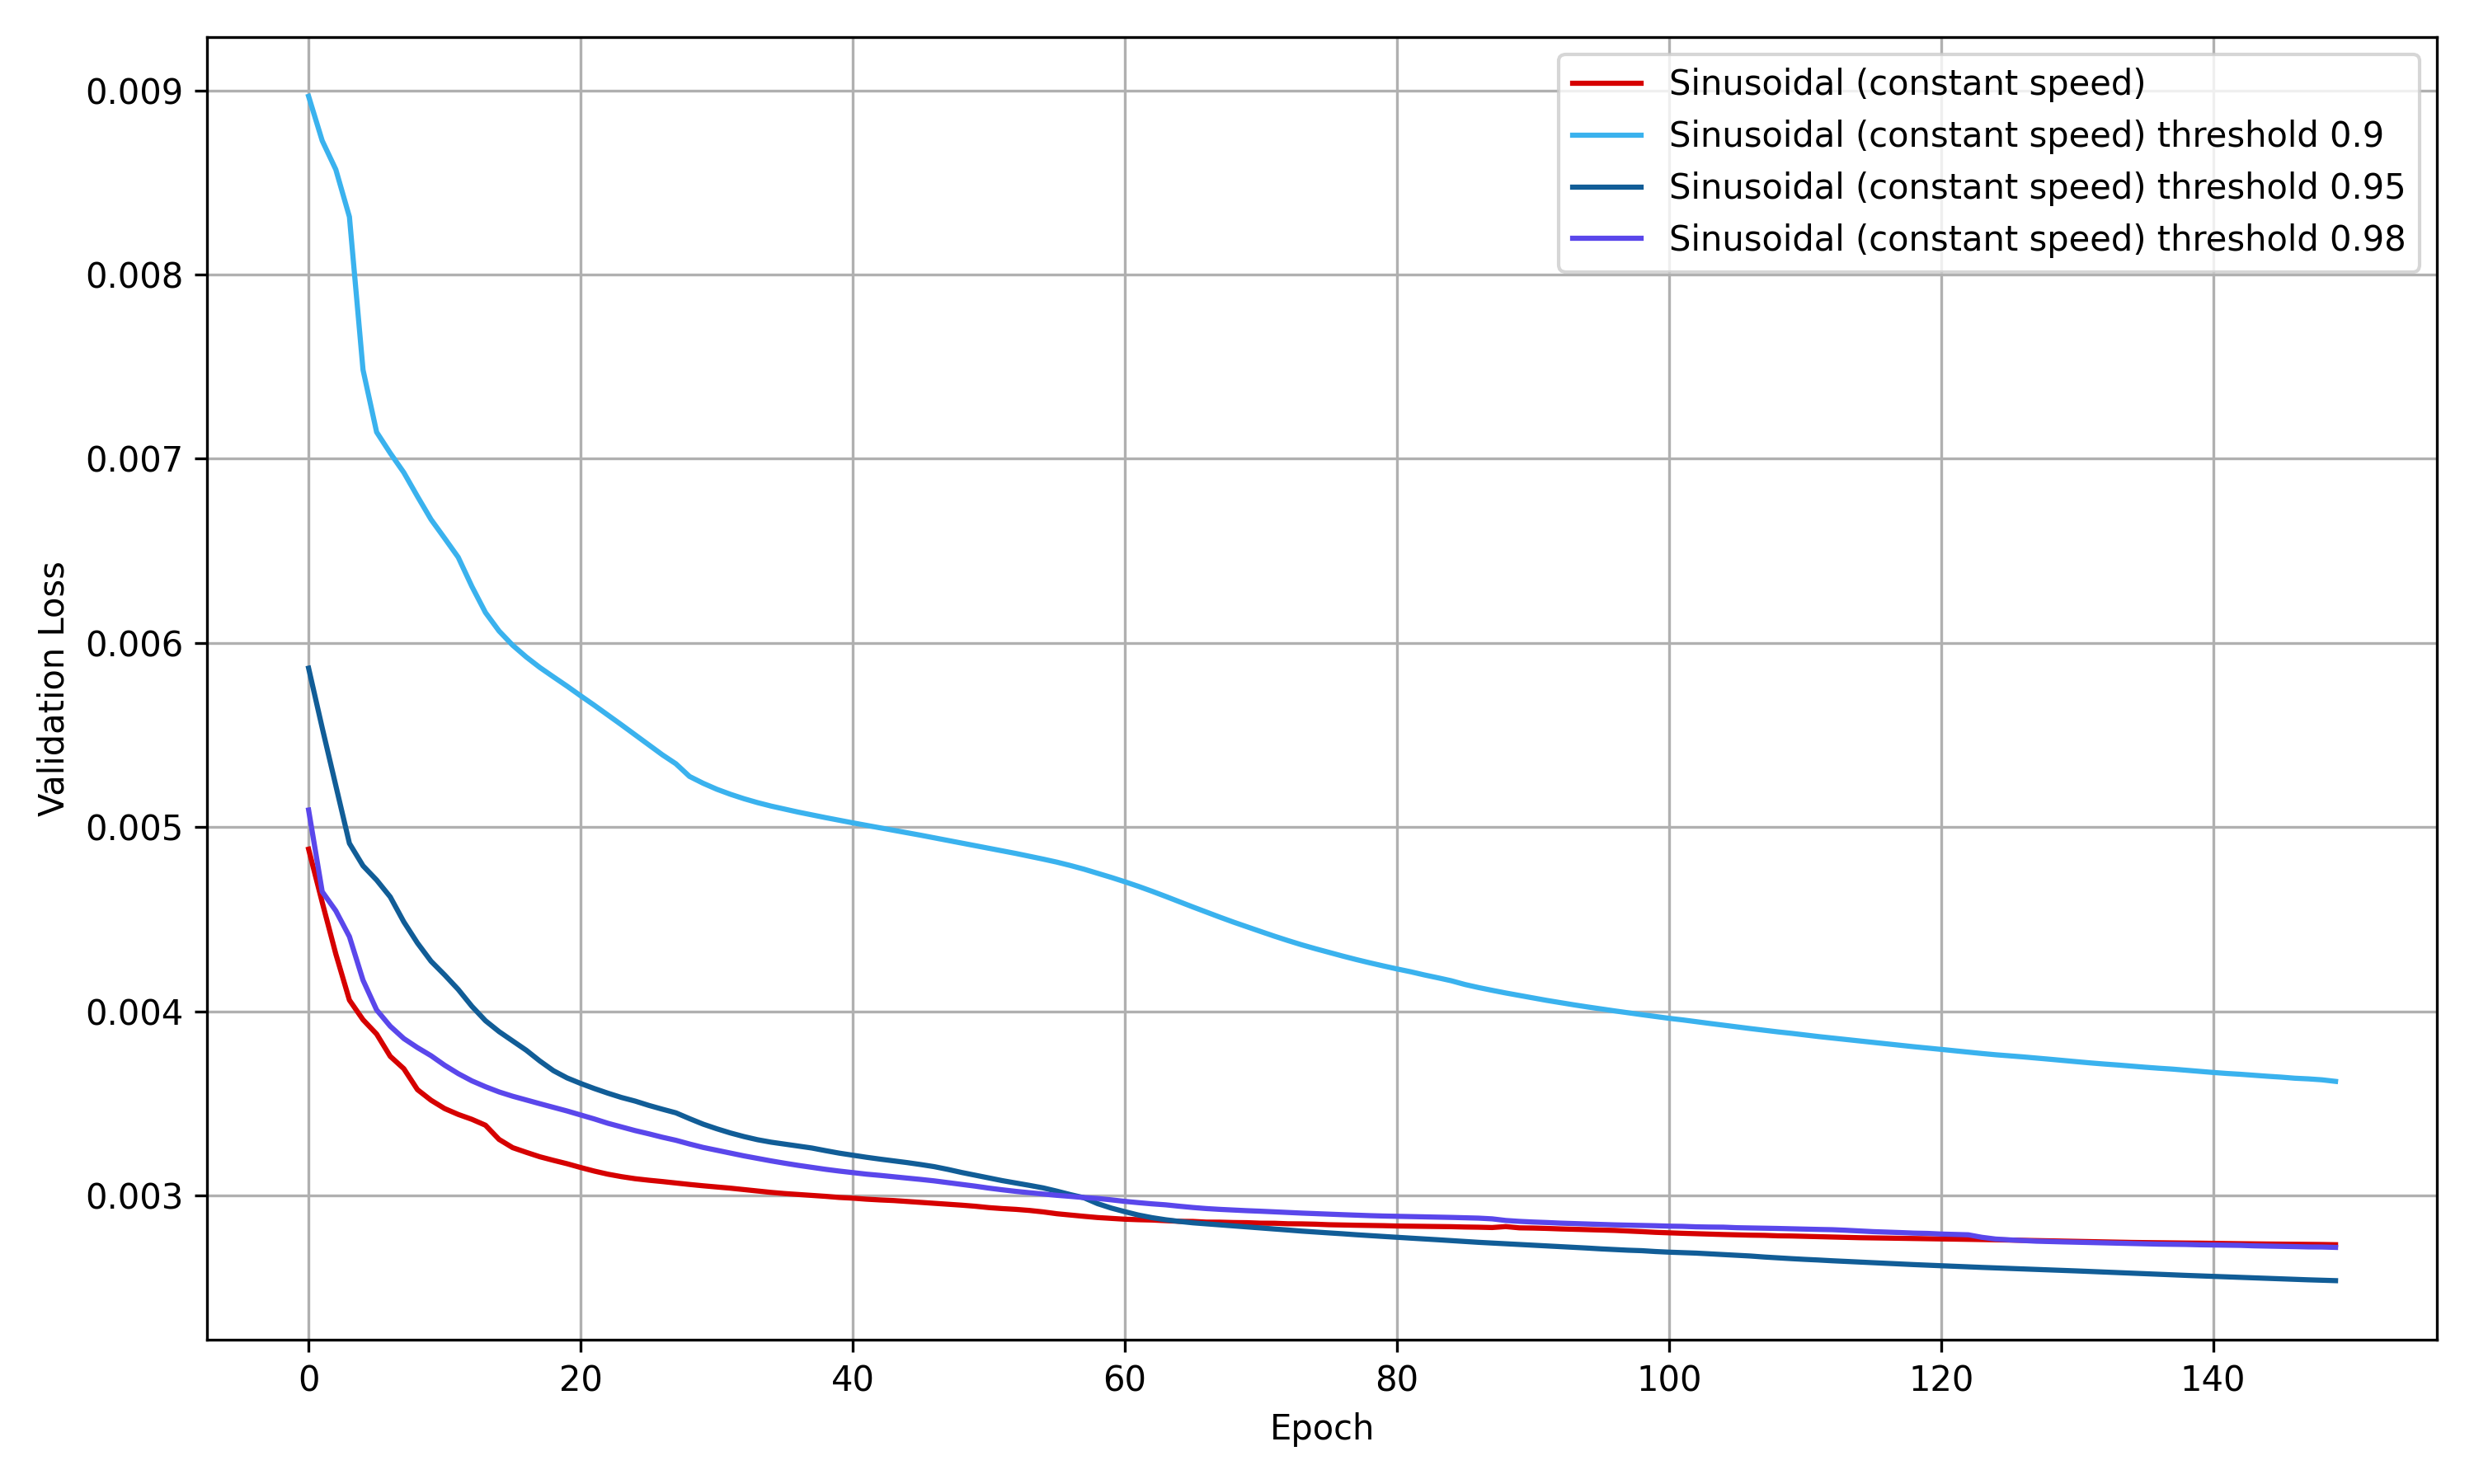 Sinusoidal (constant speed)
Sinusoidal (constant speed) threshold 0.9
Sinusoidal (constant speed) threshold 0.95
Sinusoidal (constant speed) threshold 0.98
0.009
0.008
0.007
0.006
0.005
0.004
0.003
Validation Loss
0 20 40 60 80 100 120 140
Epoch